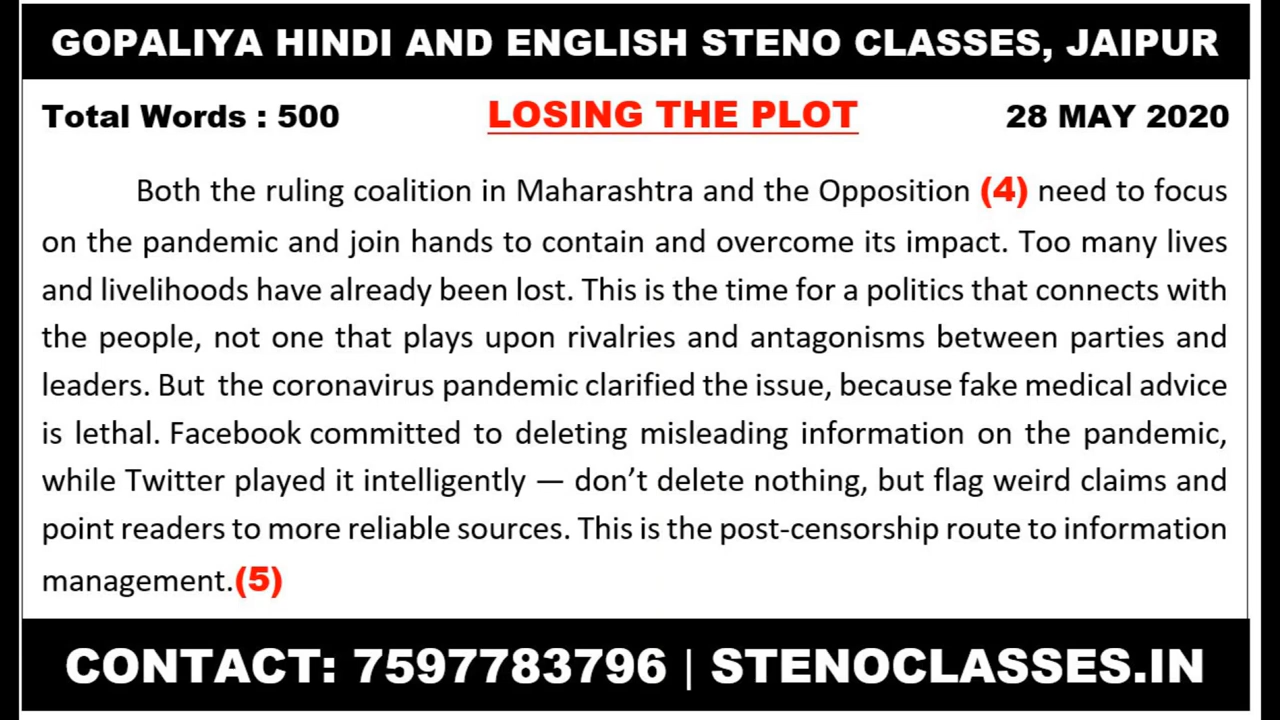 GOPALIYA HINDI AND ENGLISH STENO CLASSES, JAIPUR
Total Words : 500 LOSING THE PLOT 28 MAY 2020
Both the ruling coalition in Maharashtra and the Opposition (4) need to focus
on the pandemic and join hands to contain and overcome its impact. Too many lives
and livelihoods have already been lost. This is the time for a politics that connects with
the people, not one that plays upon rivalries and antagonisms between parties and
leaders. But the coronavirus pandemic clarified the issue, because fake medical advice
is lethal. Facebook committed to deleting misleading information on the pandemic,
while Twitter played it intelligently — don’t delete nothing, but flag weird claims and
point readers to more reliable sources. This is the post-censorship route to information
management.(5)
CONTACT: 7597783796 | STENOCLASSES.IN